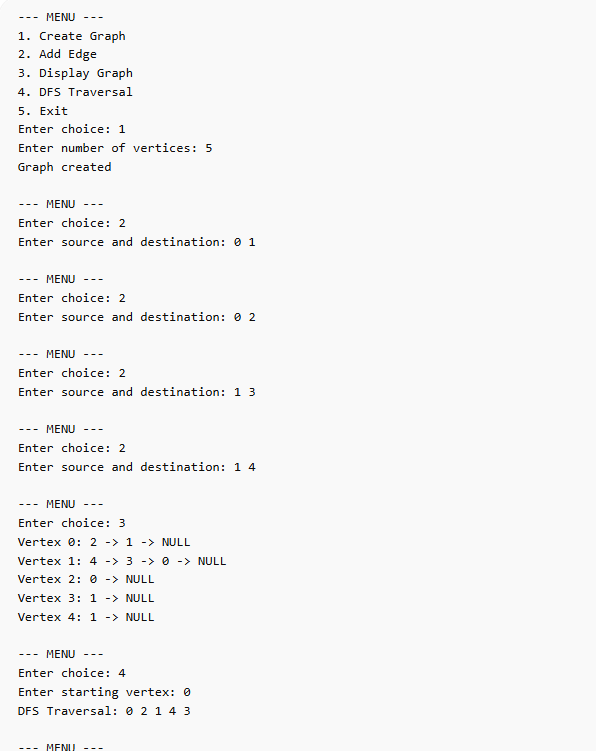 --- MENU ---
1. Create Graph
2. Add Edge
3. Display Graph
4. DFS Traversal
5. Exit
Enter choice: 1
Enter number of vertices: 5
Graph created
--- MENU ---
Enter choice: 2
Enter source and destination: 0 1
--- MENU ---
Enter choice: 2
Enter source and destination: 0 2
--- MENU ---
Enter choice: 2
Enter source and destination: 1 3
--- MENU ---
Enter choice: 2
Enter source and destination: 1 4
--- MENU ---
Enter choice: 3
Vertex 0: 2 -> 1 -> NULL
Vertex 1: 4 -> 3 -> 0 -> NULL
Vertex 2: 0 -> NULL
Vertex 3: 1 -> NULL
Vertex 4: 1 -> NULL
--- MENU ---
Enter choice: 4
Enter starting vertex: 0
DFS Traversal: 0 2 1 4 3
--- MENU ---